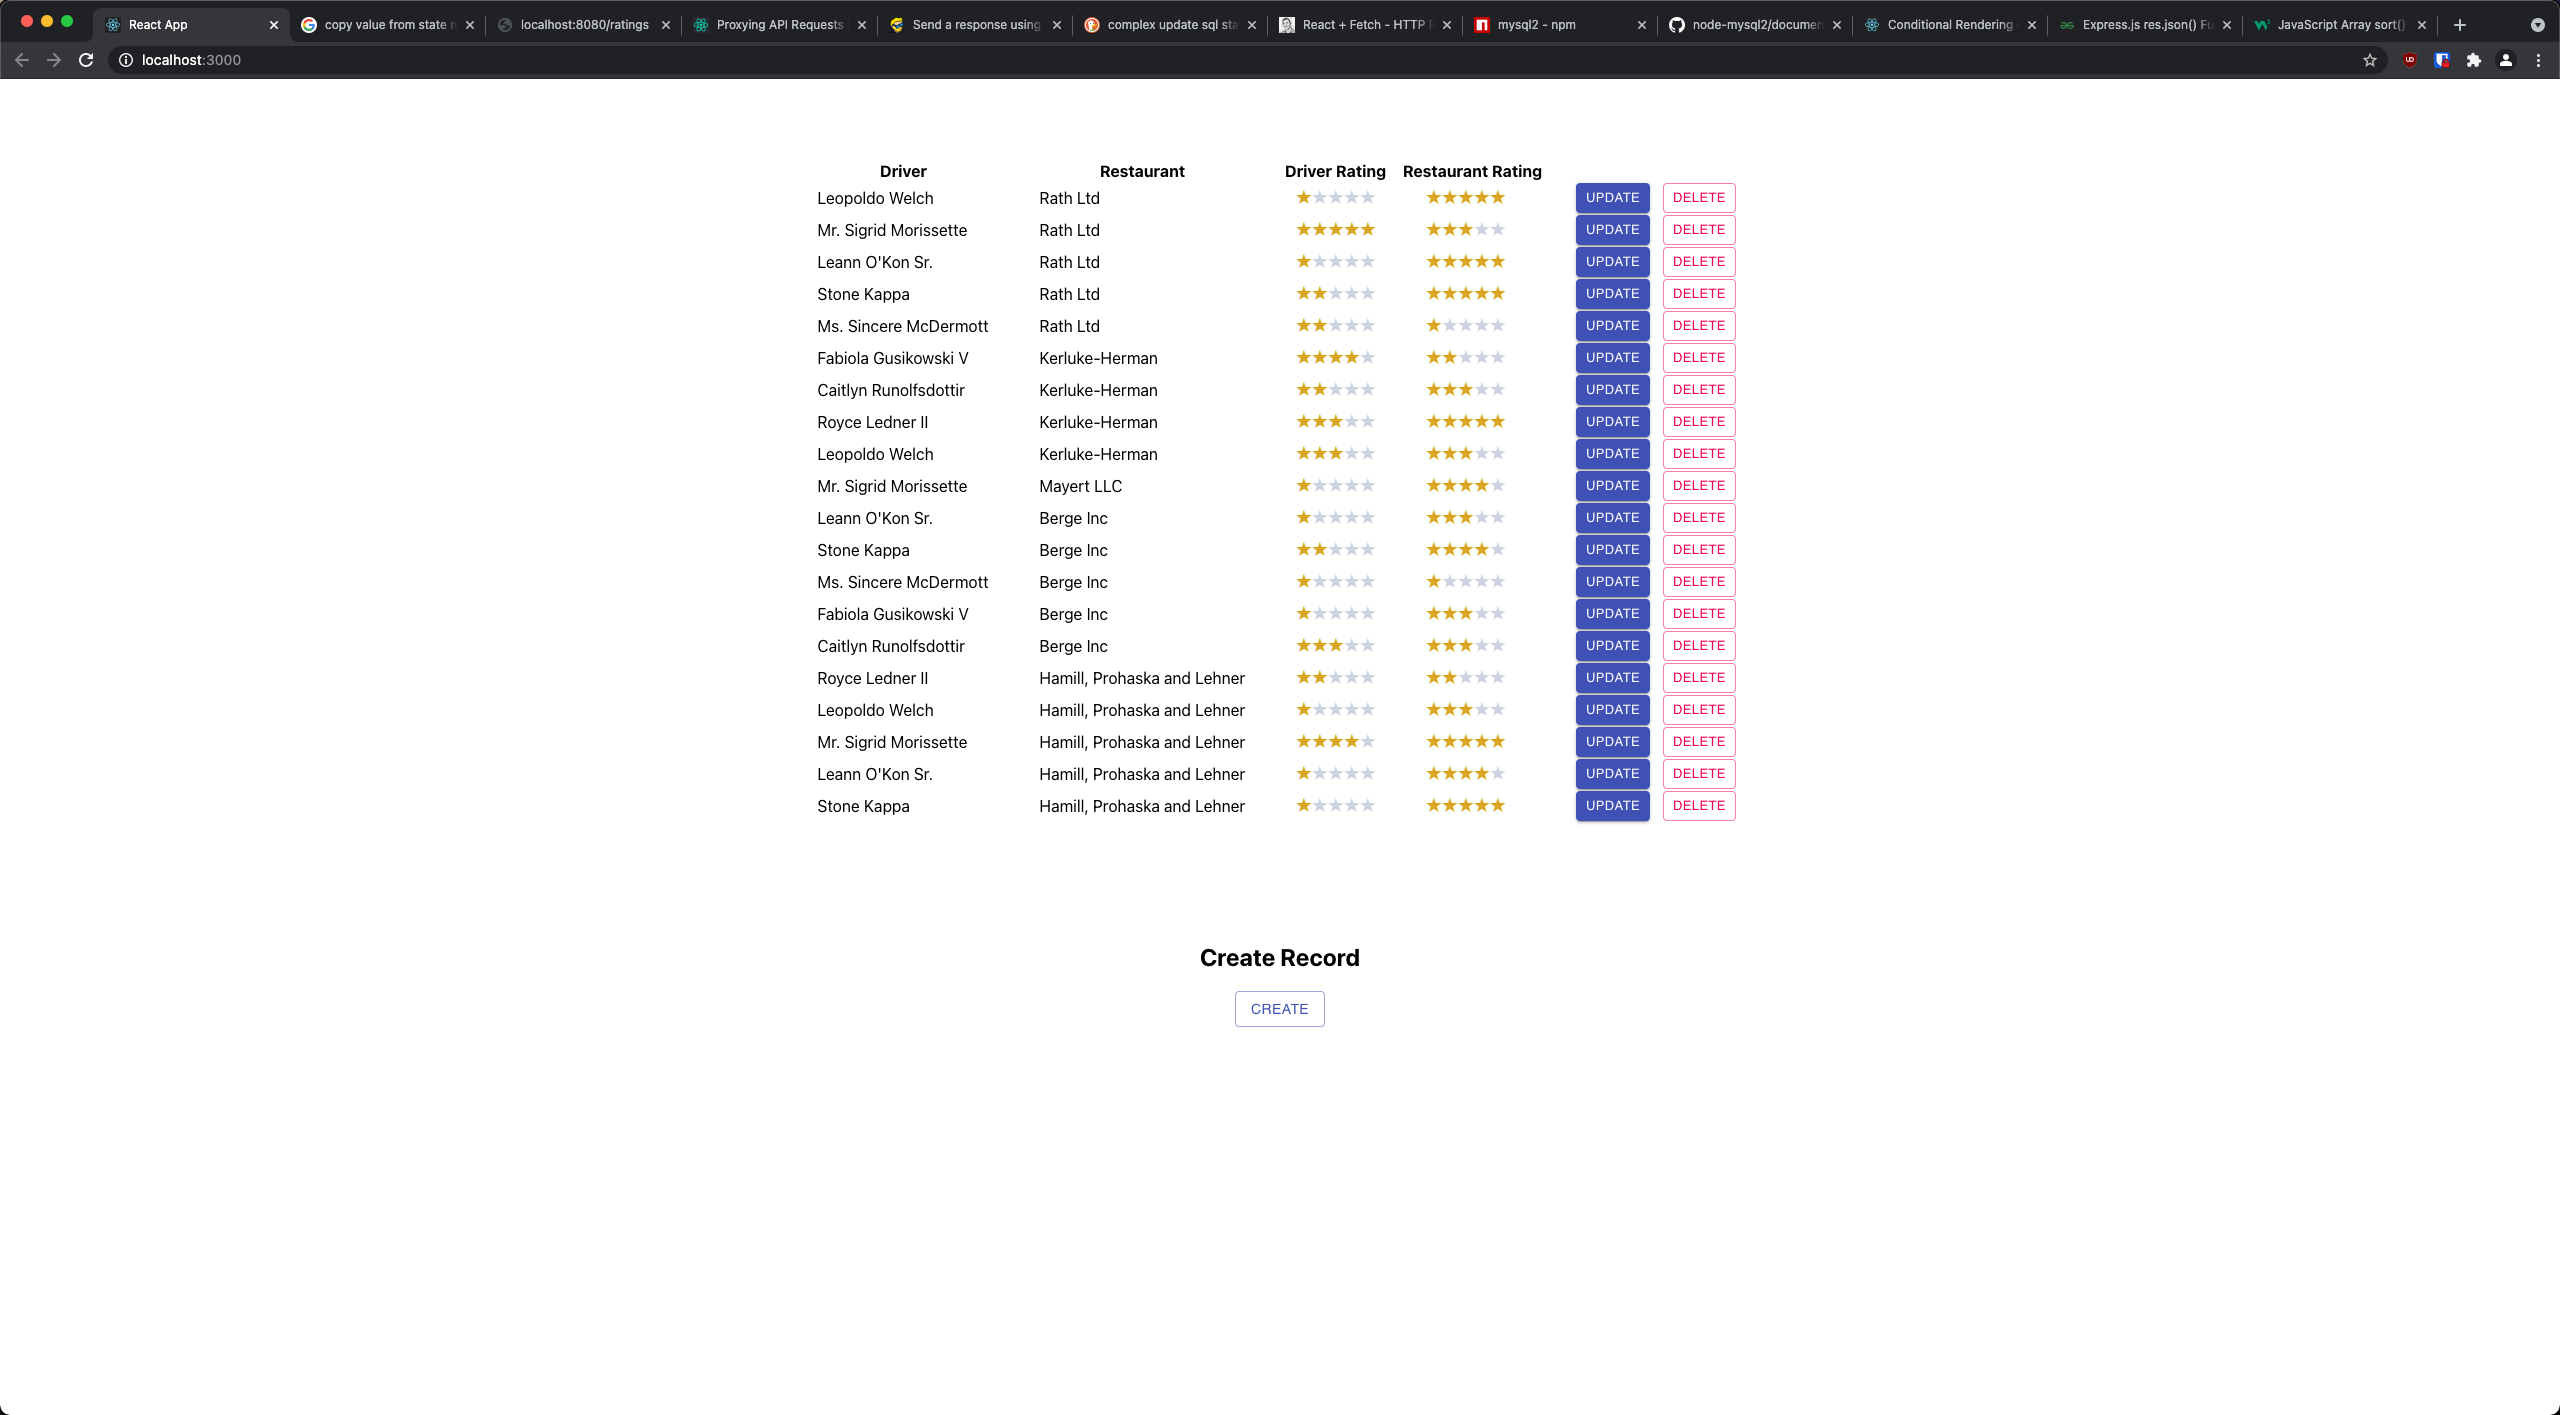 React App copy value from state r localhost:8080/ratings Proxying API Requests Send a response using complex update sql sta React + Fetch - HTTP P mysql2 - npm node-mysql2/documen Conditional Rendering Express.js res.json() Fu JavaScript Array sort()
localhost:3000
Driver Restaurant Driver Rating Restaurant Rating
Leopoldo Welch Rath Ltd UPDATE DELETE
Mr. Sigrid Morissette Rath Ltd UPDATE DELETE
Leann O'Kon Sr. Rath Ltd UPDATE DELETE
Stone Kappa Rath Ltd UPDATE DELETE
Ms. Sincere McDermott Rath Ltd UPDATE DELETE
Fabiola Gusikowski V Kerluke-Herman UPDATE DELETE
Caitlyn Runolfsdottir Kerluke-Herman UPDATE DELETE
Royce Ledner II Kerluke-Herman UPDATE DELETE
Leopoldo Welch Kerluke-Herman UPDATE DELETE
Mr. Sigrid Morissette Mayert LLC UPDATE DELETE
Leann O'Kon Sr. Berge Inc UPDATE DELETE
Stone Kappa Berge Inc UPDATE DELETE
Ms. Sincere McDermott Berge Inc UPDATE DELETE
Fabiola Gusikowski V Berge Inc UPDATE DELETE
Caitlyn Runolfsdottir Berge Inc UPDATE DELETE
Royce Ledner II Hamill, Prohaska and Lehner UPDATE DELETE
Leopoldo Welch Hamill, Prohaska and Lehner UPDATE DELETE
Mr. Sigrid Morissette Hamill, Prohaska and Lehner UPDATE DELETE
Leann O'Kon Sr. Hamill, Prohaska and Lehner UPDATE DELETE
Stone Kappa Hamill, Prohaska and Lehner UPDATE DELETE
Create Record
CREATE